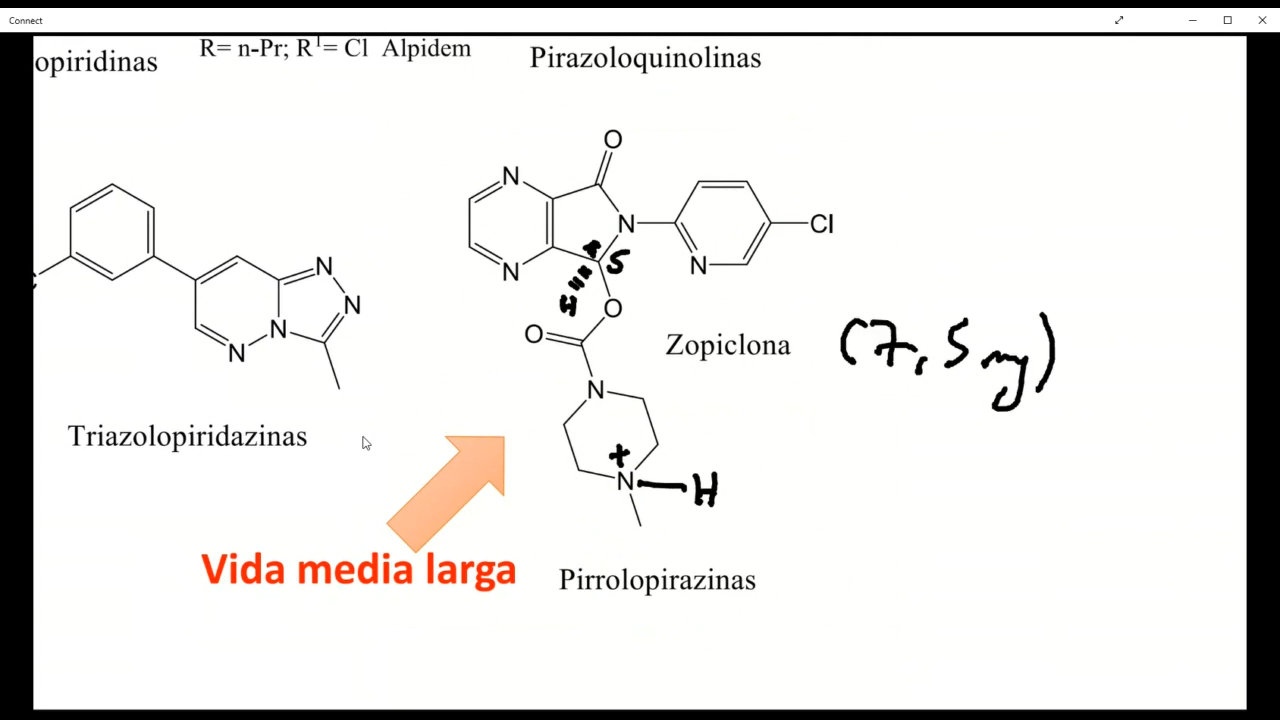 Connect
opiridinas
R= n-Pr; R¹= Cl Alpidem
Pirazoloquinolinas
O
N
N
N
N
Cl
S
H
O
O
N
N
N
N
N
Zopiclona
(7,5 mg)
N
+
N
H
Triazolopiridazinas
Vida media larga
Pirrolopirazinas